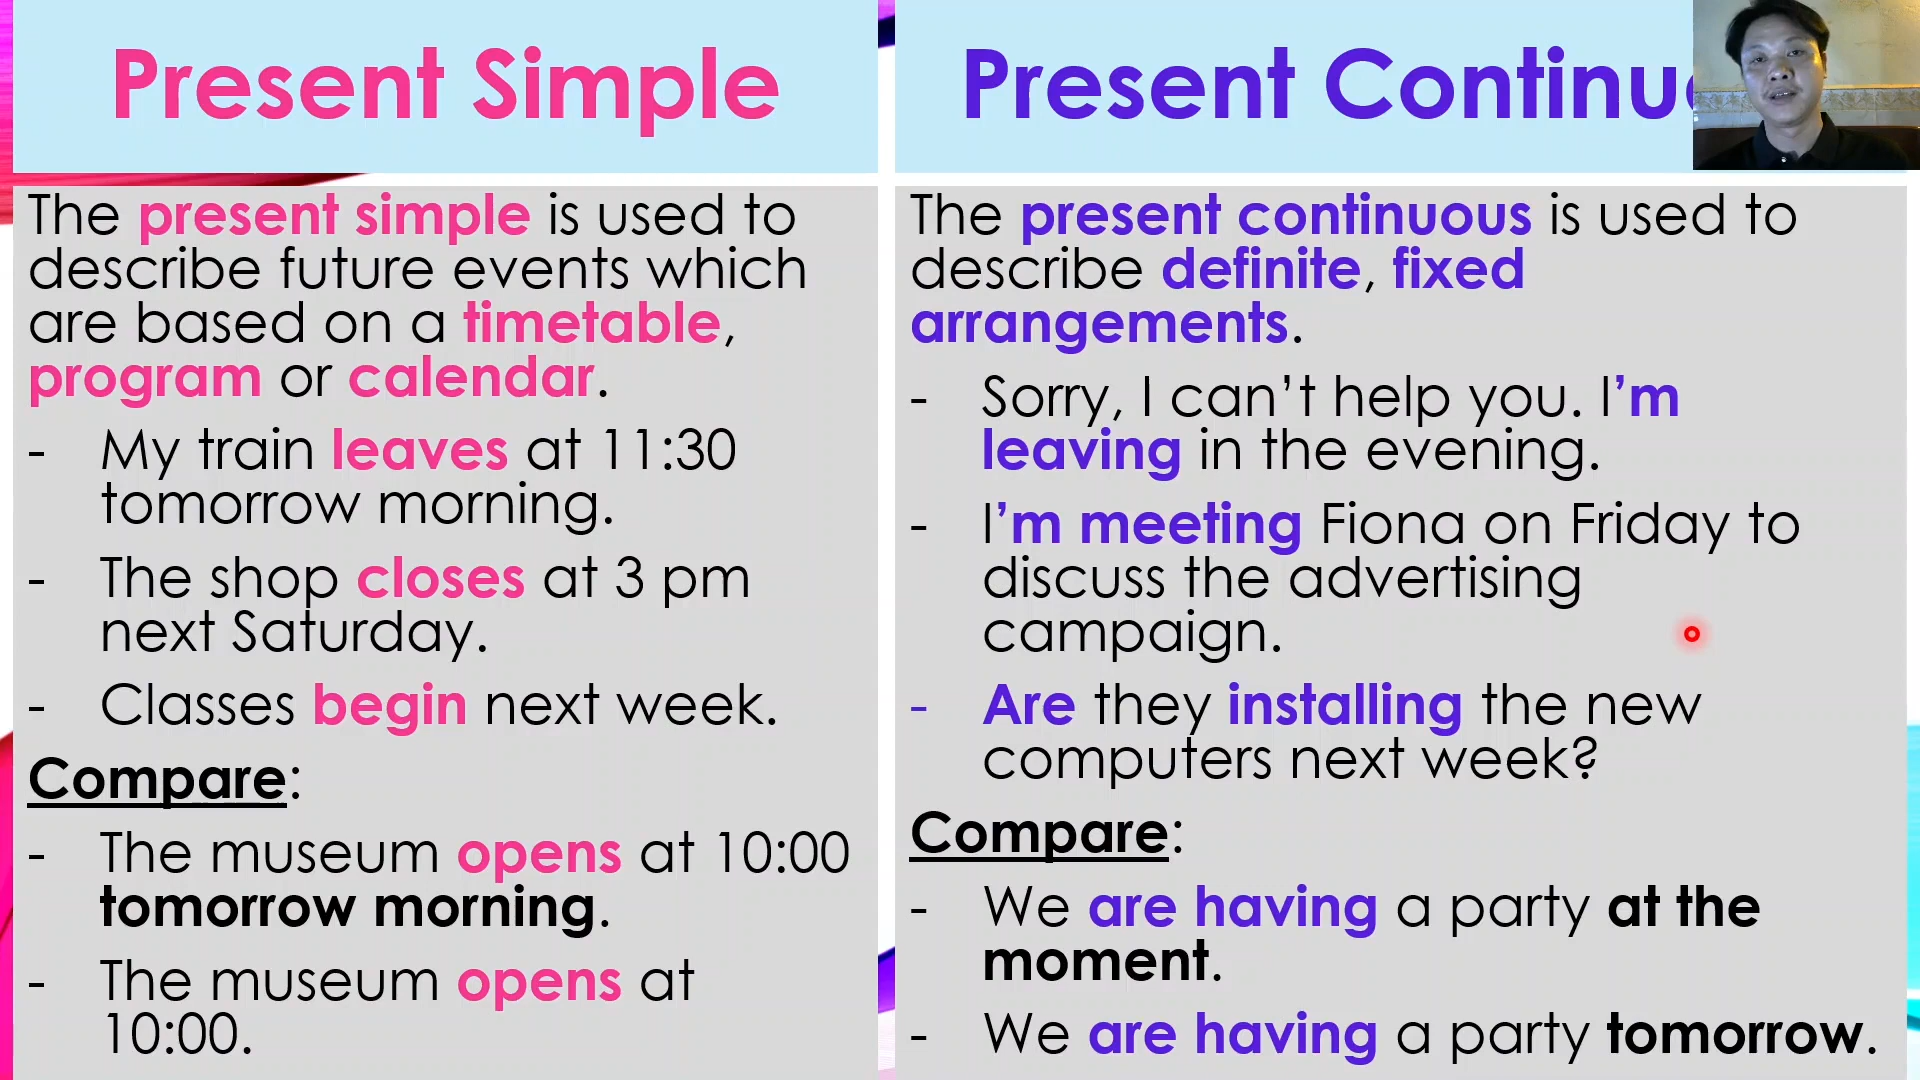 Present Simple
The present simple is used to
describe future events which
are based on a timetable,
program or calendar.
- My train leaves at 11:30
tomorrow morning.
- The shop closes at 3 pm
next Saturday.
- Classes begin next week.
Compare:
- The museum opens at 10:00
tomorrow morning.
- The museum opens at
10:00.
Present Continuo
The present continuous is used to
describe definite, fixed
arrangements.
- Sorry, I can’t help you. I’m
leaving in the evening.
- I’m meeting Fiona on Friday to
discuss the advertising
campaign.
- Are they installing the new
computers next week?
Compare:
- We are having a party at the
moment.
- We are having a party tomorrow.